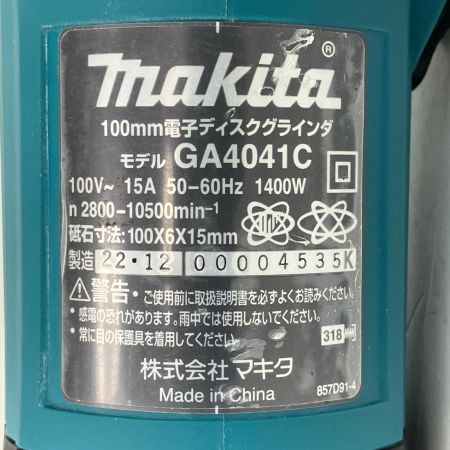 makita®
100mm電子ディスクグラインダ
モデル GA4041C
100V~ 15A 50-60Hz 1400W
n 2800-10500min⁻¹
砥石寸法:100X6X15mm
製造 22・12 00004535K
⚠警告・ご使用前に取扱説明書を必ずよくお読みください。
・感電の恐れがあります。雨中では使用しないでください。
・常に目の保護具を着用してください。
318
株式会社 マキタ
Made in China
857D91-4